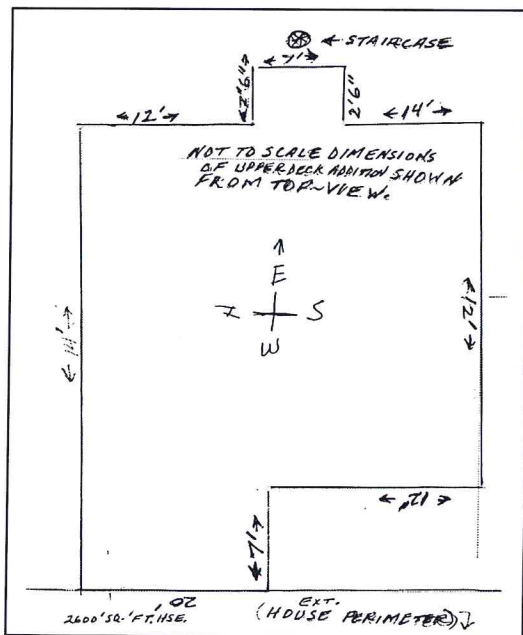 ← STAIRCASE
←7'→
2'6" 2'6"
←12'→ ←14'→
NOT TO SCALE DIMENSIONS
OF UPPER DECK ADDITION SHOWN
FROM TOP~VIEW.
E
N S
W
←12'→
←12'→
←7'→
20'
2600' SQ.' FT. HSE.
EXT.
(HOUSE PERIMETER)